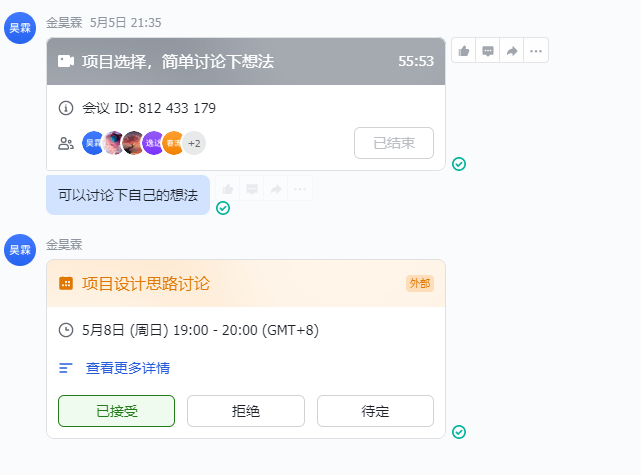 昊霖
金昊霖 5月5日 21:35
项目选择，简单讨论下想法 55:53
会议 ID: 812 433 179
昊霖 逸达 +2
已结束
可以讨论下自己的想法
昊霖
金昊霖
项目设计思路讨论 外部
5月8日 (周日) 19:00 - 20:00 (GMT+8)
查看更多详情
已接受 拒绝 待定